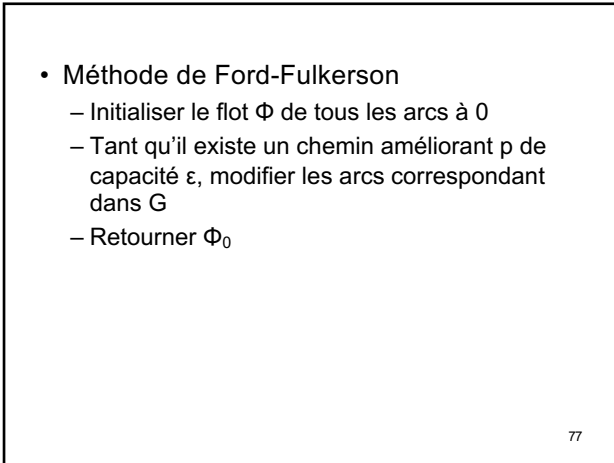 • Méthode de Ford-Fulkerson
– Initialiser le flot Φ de tous les arcs à 0
– Tant qu'il existe un chemin améliorant p de
capacité ε, modifier les arcs correspondant
dans G
– Retourner Φ₀
77